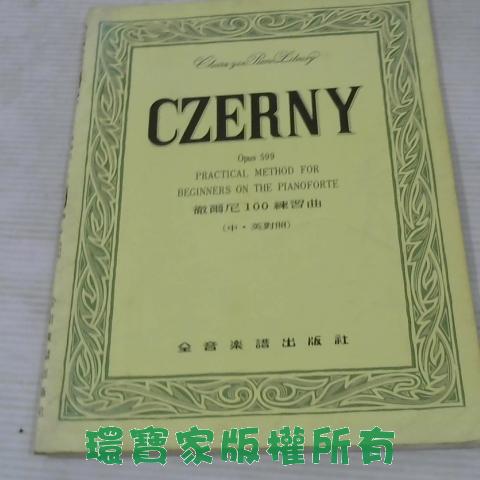 Chuan yin Piano Library
CZERNY
Opus 599
PRACTICAL METHOD FOR
BEGINNERS ON THE PIANOFORTE
徹爾尼100練習曲
(中・英對照)
全音楽譜出版社
環寶家版權所有